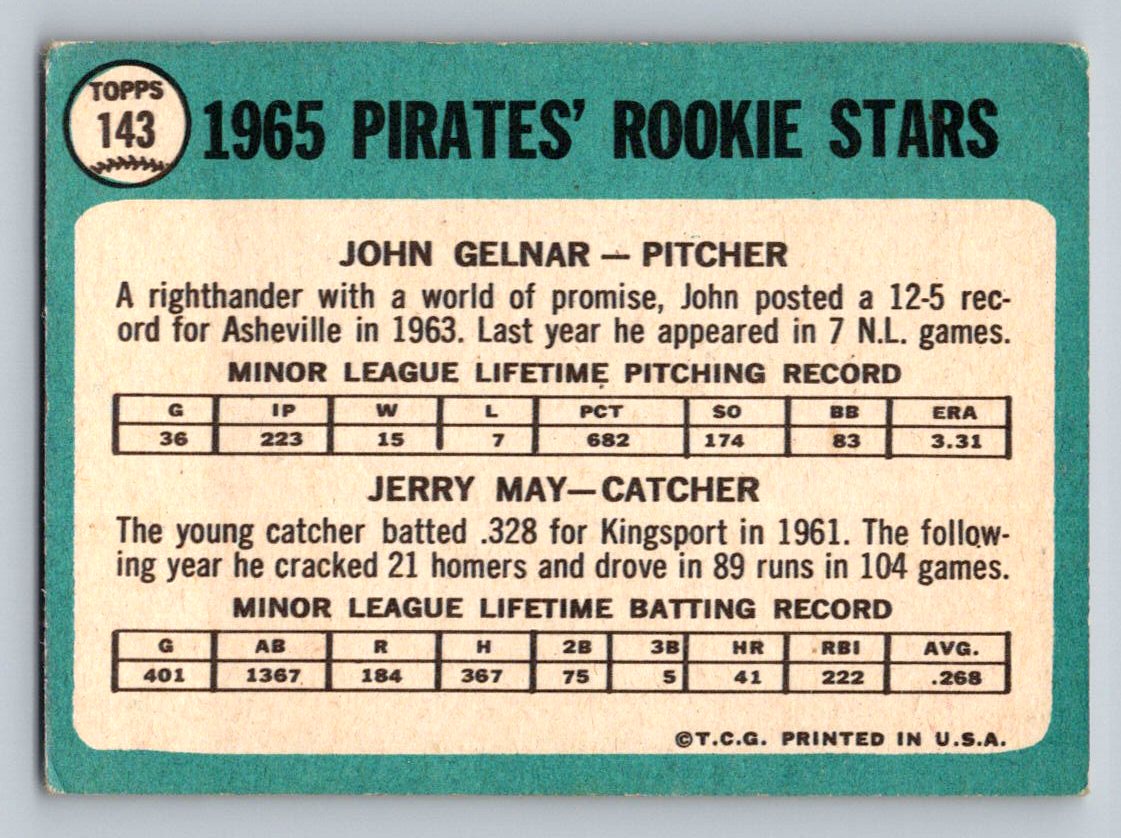 TOPPS
143
1965 PIRATES' ROOKIE STARS
JOHN GELNAR — PITCHER
A righthander with a world of promise, John posted a 12-5 rec-
ord for Asheville in 1963. Last year he appeared in 7 N.L. games.
MINOR LEAGUE LIFETIME PITCHING RECORD
G IP W L PCT SO BB ERA
36 223 15 7 682 174 83 3.31
JERRY MAY—CATCHER
The young catcher batted .328 for Kingsport in 1961. The follow-
ing year he cracked 21 homers and drove in 89 runs in 104 games.
MINOR LEAGUE LIFETIME BATTING RECORD
G AB R H 2B 3B HR RBI AVG.
401 1367 184 367 75 5 41 222 .268
©T.C.G. PRINTED IN U.S.A.